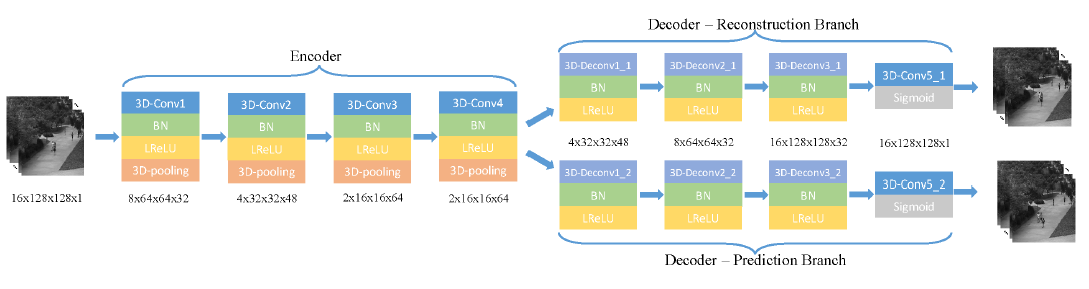 Decoder – Reconstruction Branch
Encoder
3D-Conv1
BN
LReLU
3D-pooling
3D-Conv2
BN
LReLU
3D-pooling
3D-Conv3
BN
LReLU
3D-pooling
3D-Conv4
BN
LReLU
3D-pooling
16x128x128x1
8x64x64x32
4x32x32x48
2x16x16x64
2x16x16x64
3D-Deconv1_1
BN
LReLU
3D-Deconv2_1
BN
LReLU
3D-Deconv3_1
BN
LReLU
3D-Conv5_1
Sigmoid
4x32x32x48
8x64x64x32
16x128x128x32
16x128x128x1
3D-Deconv1_2
BN
LReLU
3D-Deconv2_2
BN
LReLU
3D-Deconv3_2
BN
LReLU
3D-Conv5_2
Sigmoid
Decoder – Prediction Branch